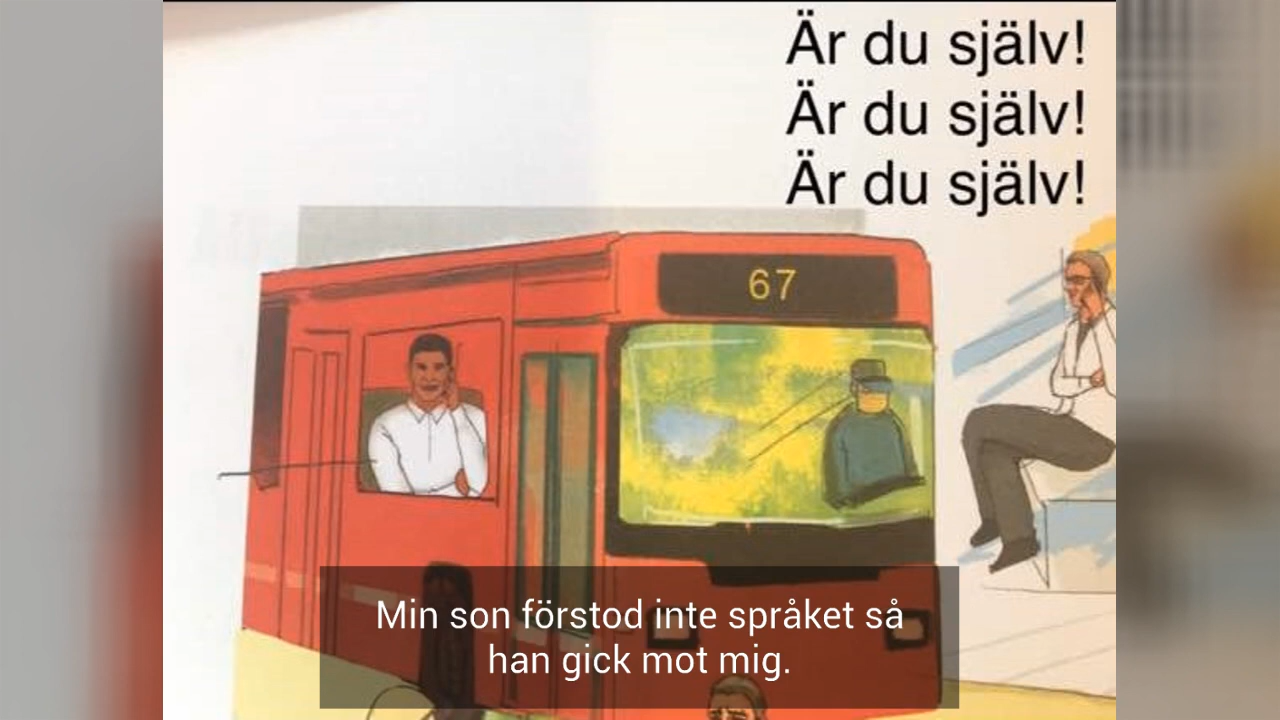 Är du själv!
Är du själv!
Är du själv!
67
Min son förstod inte språket så
han gick mot mig.